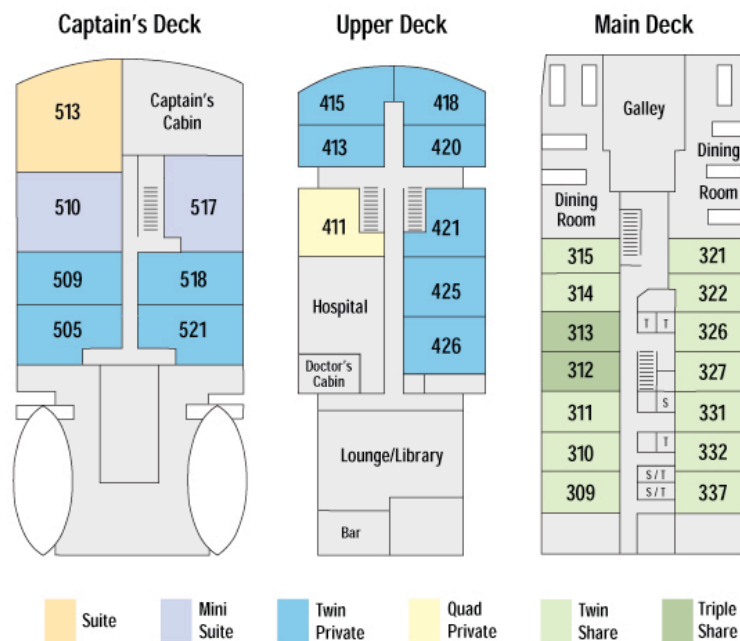 Captain's Deck
513
Captain's
Cabin
510
517
509
518
505
521
Upper Deck
415
418
413
420
411
421
Hospital
425
Doctor's
Cabin
426
Lounge/Library
Bar
Main Deck
Galley
Dining
Room
Dining
Room
315
321
314
322
313
T
T
326
312
327
311
S
331
310
T
332
S / T
309
S / T
337
Suite
Mini
Suite
Twin
Private
Quad
Private
Twin
Share
Triple
Share